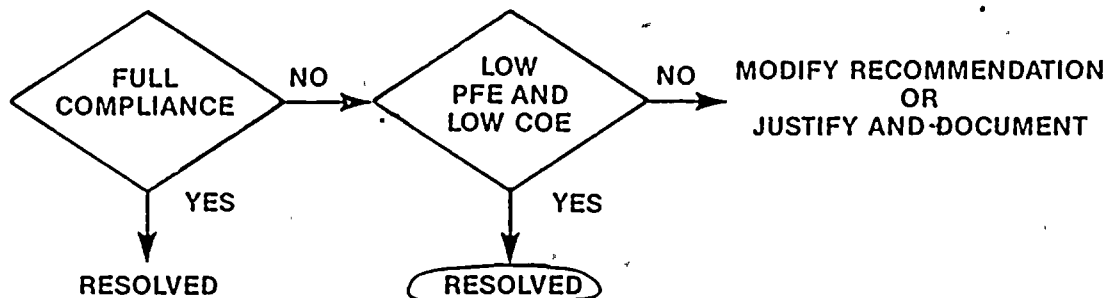 FULL
COMPLIANCE
NO
LOW
PFE AND
LOW COE
NO
MODIFY RECOMMENDATION
OR
JUSTIFY AND DOCUMENT
YES
YES
RESOLVED
RESOLVED